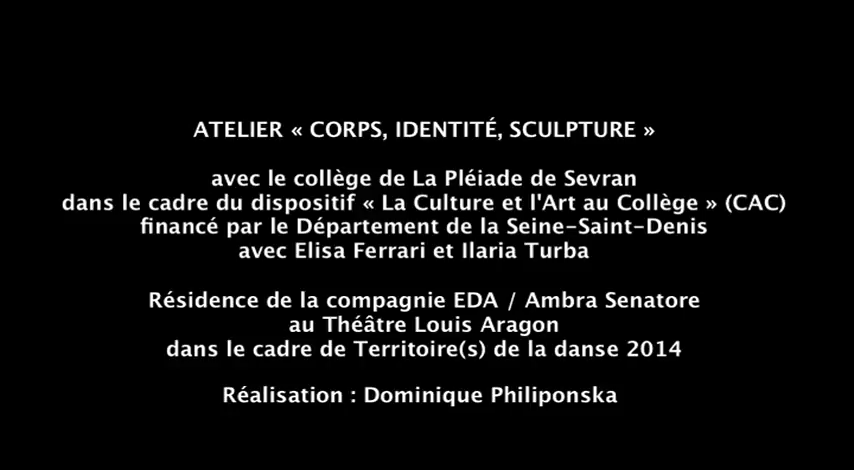 ATELIER « CORPS, IDENTITÉ, SCULPTURE »
avec le collège de La Pléiade de Sevran
dans le cadre du dispositif « La Culture et l'Art au Collège » (CAC)
financé par le Département de la Seine-Saint-Denis
avec Elisa Ferrari et Ilaria Turba
Résidence de la compagnie EDA / Ambra Senatore
au Théâtre Louis Aragon
dans le cadre de Territoire(s) de la danse 2014
Réalisation : Dominique Philiponska